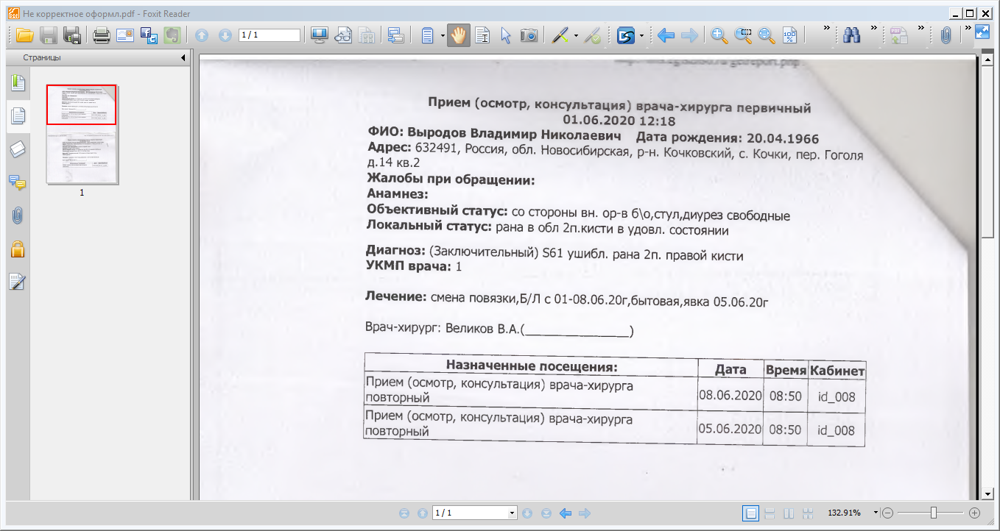 Не корректное оформл.pdf - Foxit Reader
1 / 1
Страницы
1
Прием (осмотр, консультация) врача-хирурга первичный
01.06.2020 12:18
ФИО: Выродов Владимир Николаевич Дата рождения: 20.04.1966
Адрес: 632491, Россия, обл. Новосибирская, р-н. Кочковский, с. Кочки, пер. Гоголя
д.14 кв.2
Жалобы при обращении:
Анамнез:
Объективный статус: со стороны вн. ор-в б\о,стул,диурез свободные
Локальный статус: рана в обл 2п.кисти в удовл. состоянии
Диагноз: (Заключительный) S61 ушибл. рана 2п. правой кисти
УКМП врача: 1
Лечение: смена повязки,Б/Л с 01-08.06.20г,бытовая,явка 05.06.20г
Врач-хирург: Великов В.А.(________________)
Назначенные посещения: Дата Время Кабинет
Прием (осмотр, консультация) врача-хирурга
повторный 08.06.2020 08:50 id_008
Прием (осмотр, консультация) врача-хирурга
повторный 05.06.2020 08:50 id_008
1 / 1
132.91%